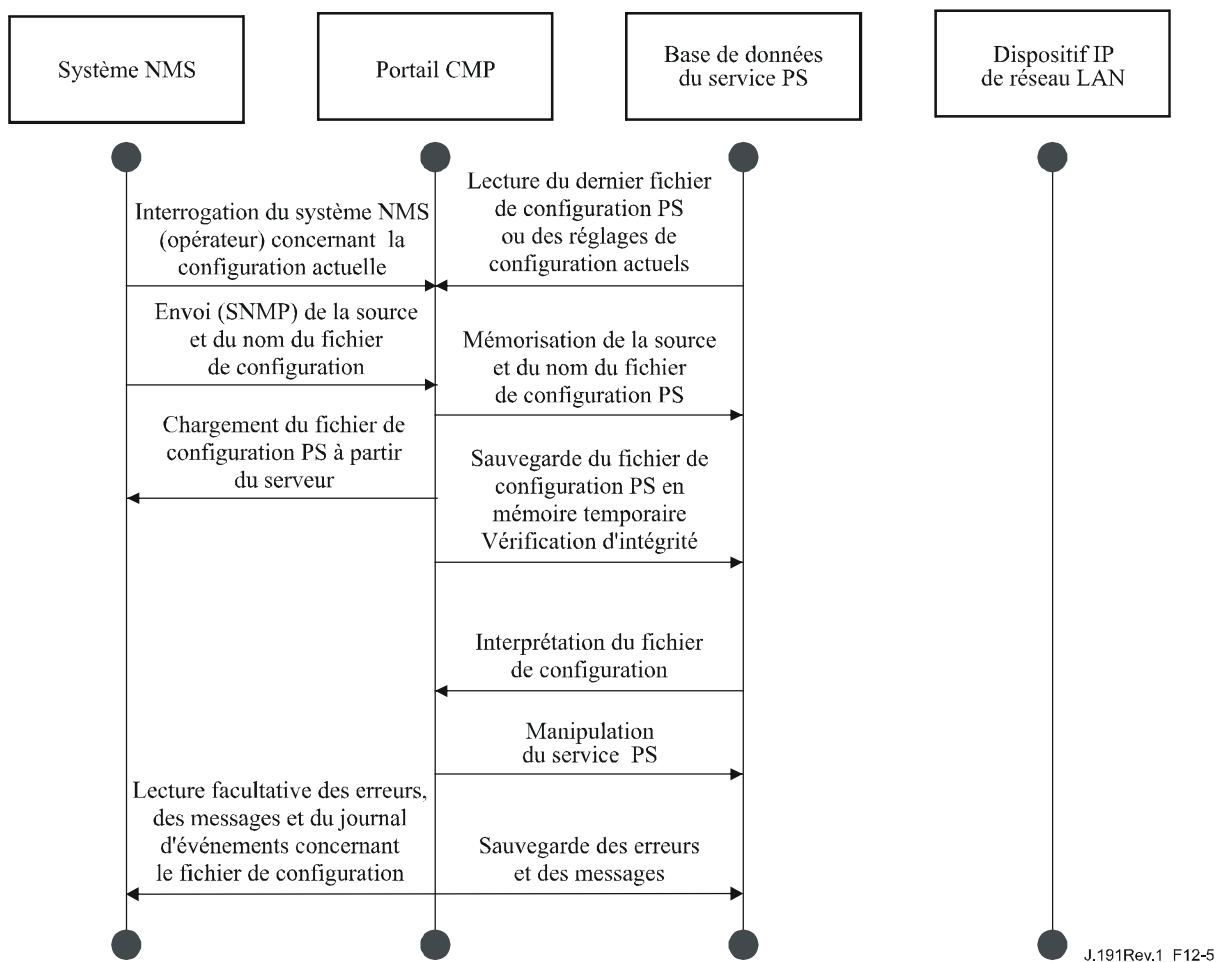 Système NMS
Portail CMP
Base de données
du service PS
Dispositif IP
de réseau LAN
Interrogation du système NMS
(opérateur) concernant la
configuration actuelle
Lecture du dernier fichier
de configuration PS
ou des réglages de
configuration actuels
Envoi (SNMP) de la source
et du nom du fichier
de configuration
Mémorisation de la source
et du nom du fichier
de configuration PS
Chargement du fichier de
configuration PS à partir
du serveur
Sauvegarde du fichier de
configuration PS en
mémoire temporaire
Vérification d'intégrité
Interprétation du fichier
de configuration
Manipulation
du service PS
Lecture facultative des erreurs,
des messages et du journal
d'événements concernant
le fichier de configuration
Sauvegarde des erreurs
et des messages
J.191Rev.1_F12-5